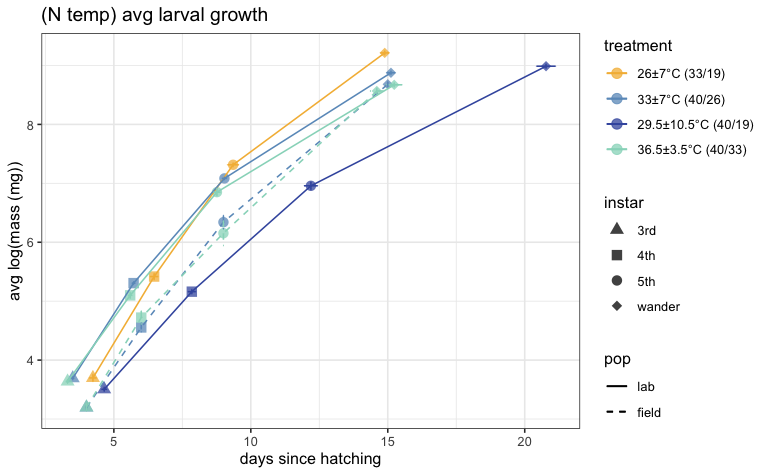 (N temp) avg larval growth
avg log(mass (mg))
8
6
4
5
10
15
20
days since hatching
treatment
26±7°C (33/19)
33±7°C (40/26)
29.5±10.5°C (40/19)
36.5±3.5°C (40/33)
instar
3rd
4th
5th
wander
pop
lab
field